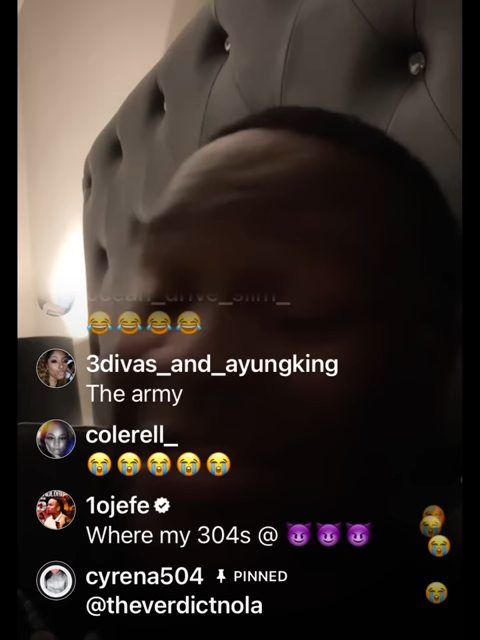 😂😂😂😂
3divas_and_ayungking
The army
colerell_
😭😭😭😭😭
1ojefe
Where my 304s @ 😈😈😈
cyrena504 PINNED
@theverdictnola